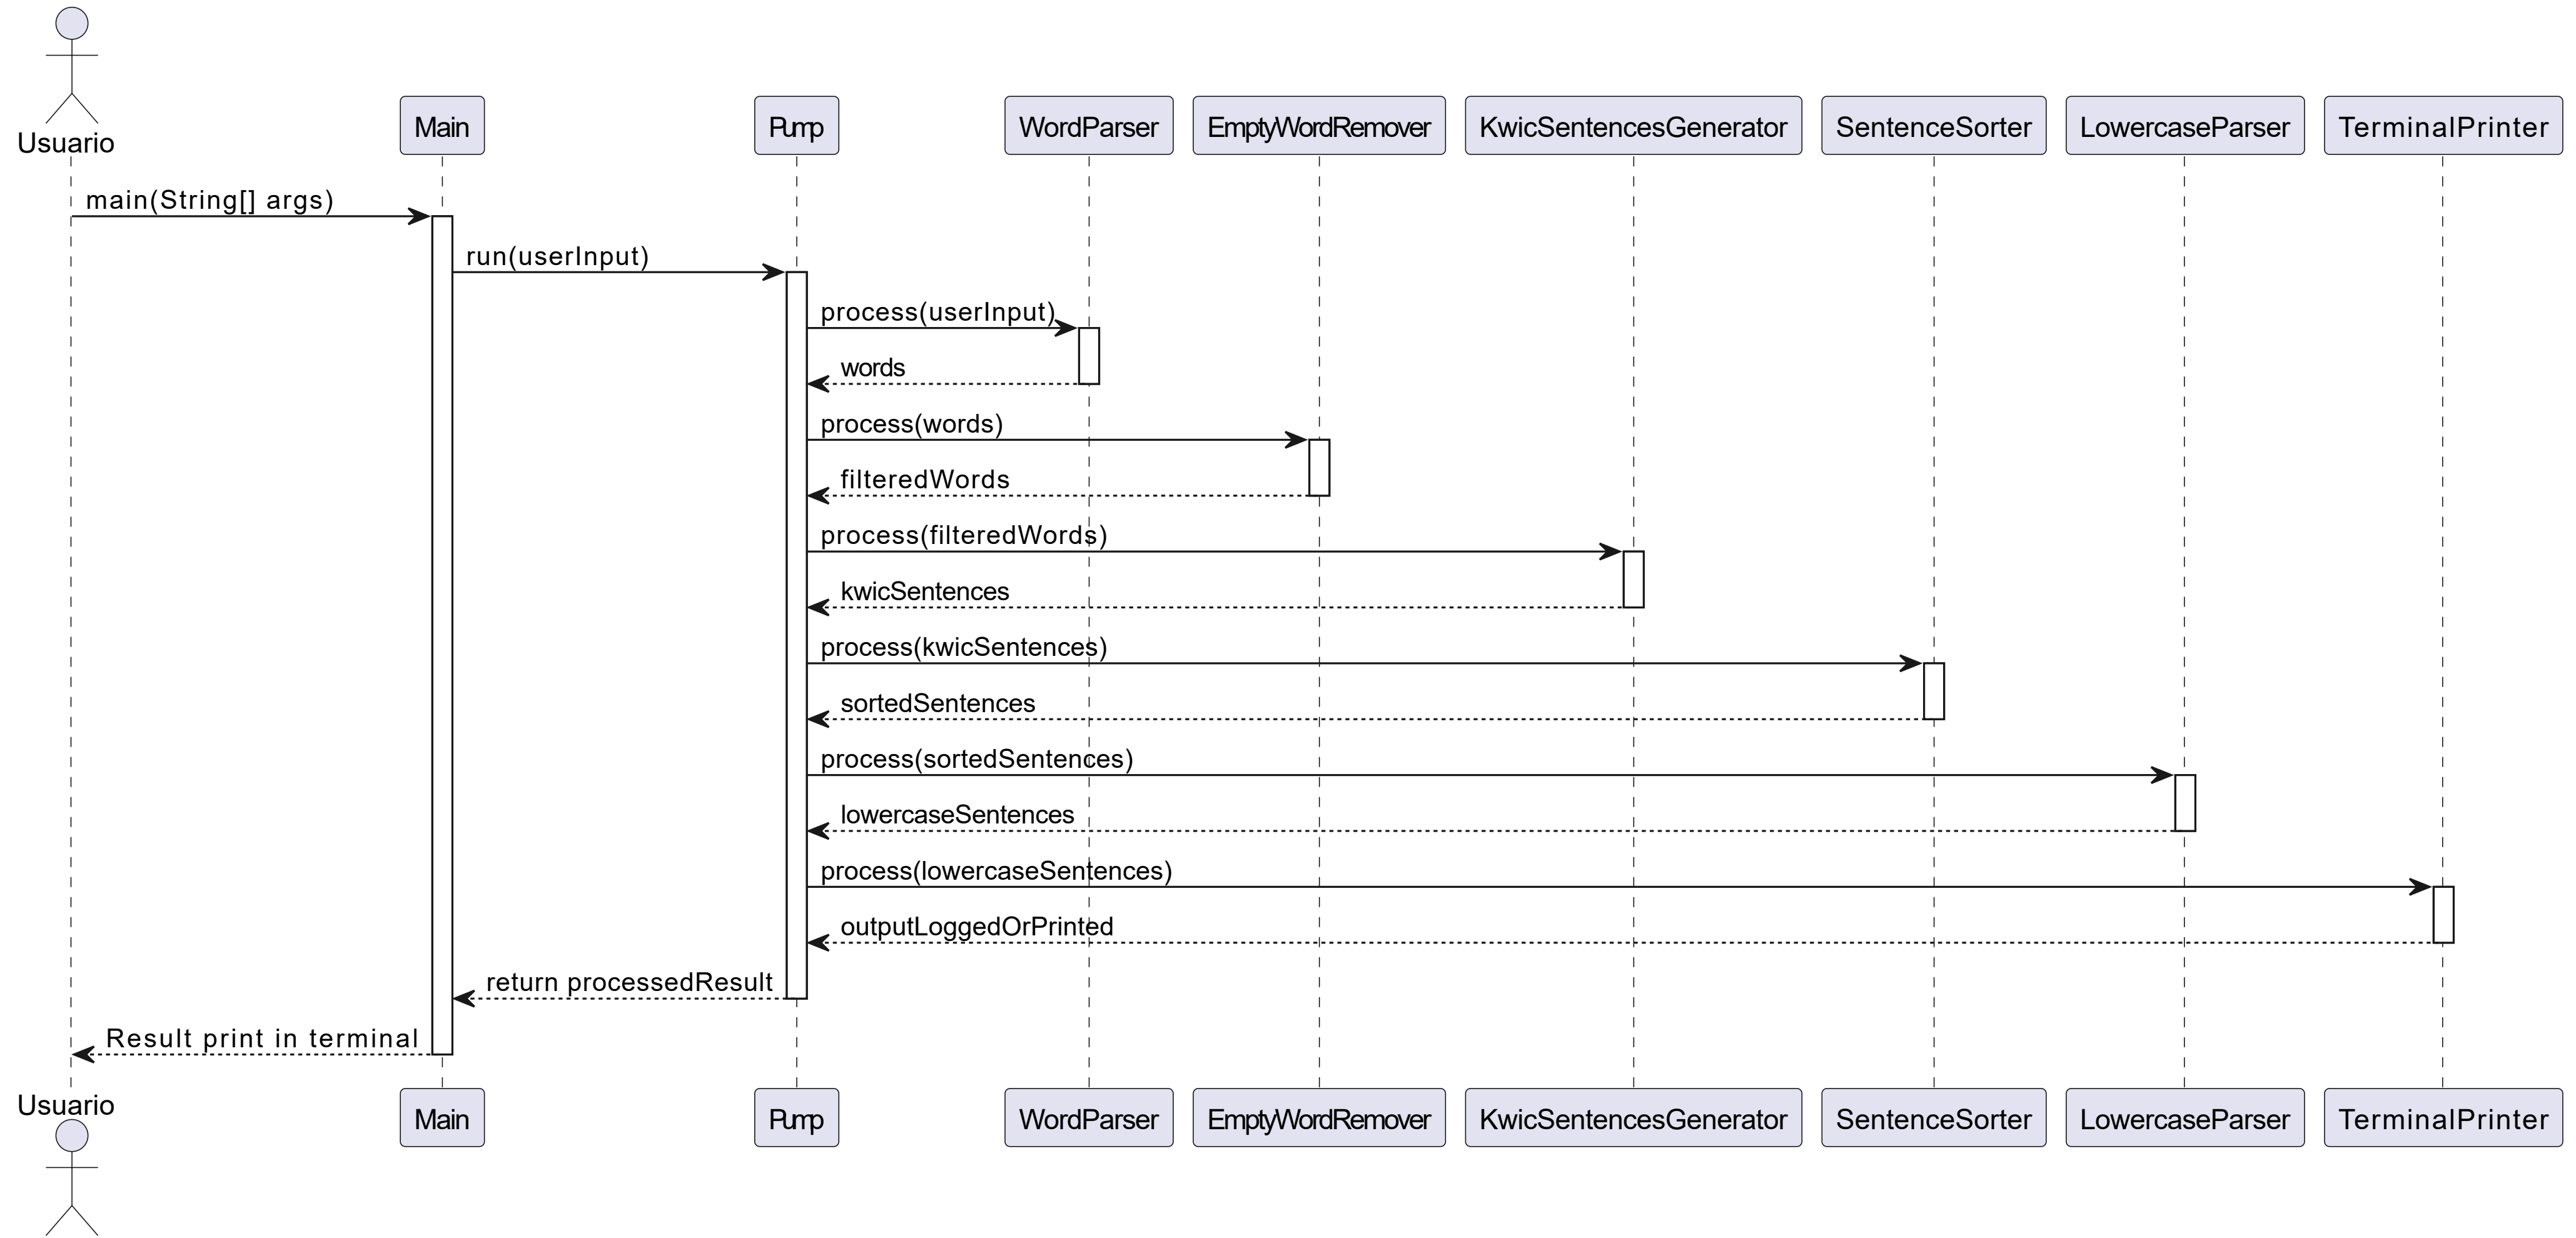 Usuario
Main
Pump
WordParser
EmptyWordRemover
KwicSentencesGenerator
SentenceSorter
LowercaseParser
TerminalPrinter
main(String[] args)
run(userInput)
process(userInput)
words
process(words)
filteredWords
process(filteredWords)
kwicSentences
process(kwicSentences)
sortedSentences
process(sortedSentences)
lowercaseSentences
process(lowercaseSentences)
outputLoggedOrPrinted
return processedResult
Result print in terminal
Usuario
Main
Pump
WordParser
EmptyWordRemover
KwicSentencesGenerator
SentenceSorter
LowercaseParser
TerminalPrinter